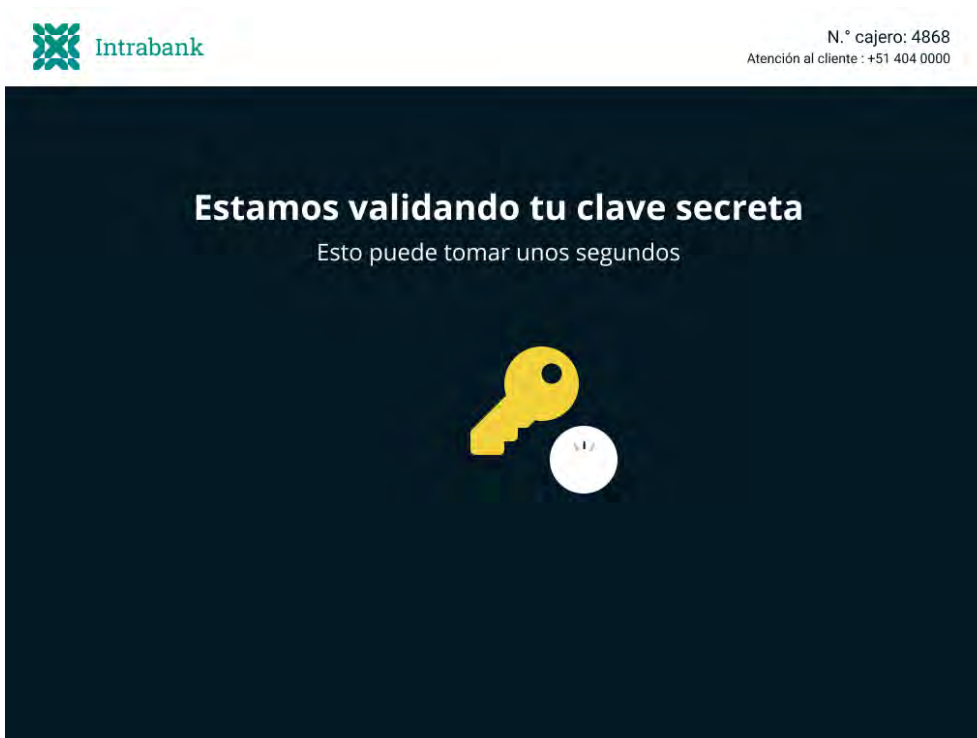 Intrabank
N.° cajero: 4868
Atención al cliente : +51 404 0000
Estamos validando tu clave secreta
Esto puede tomar unos segundos